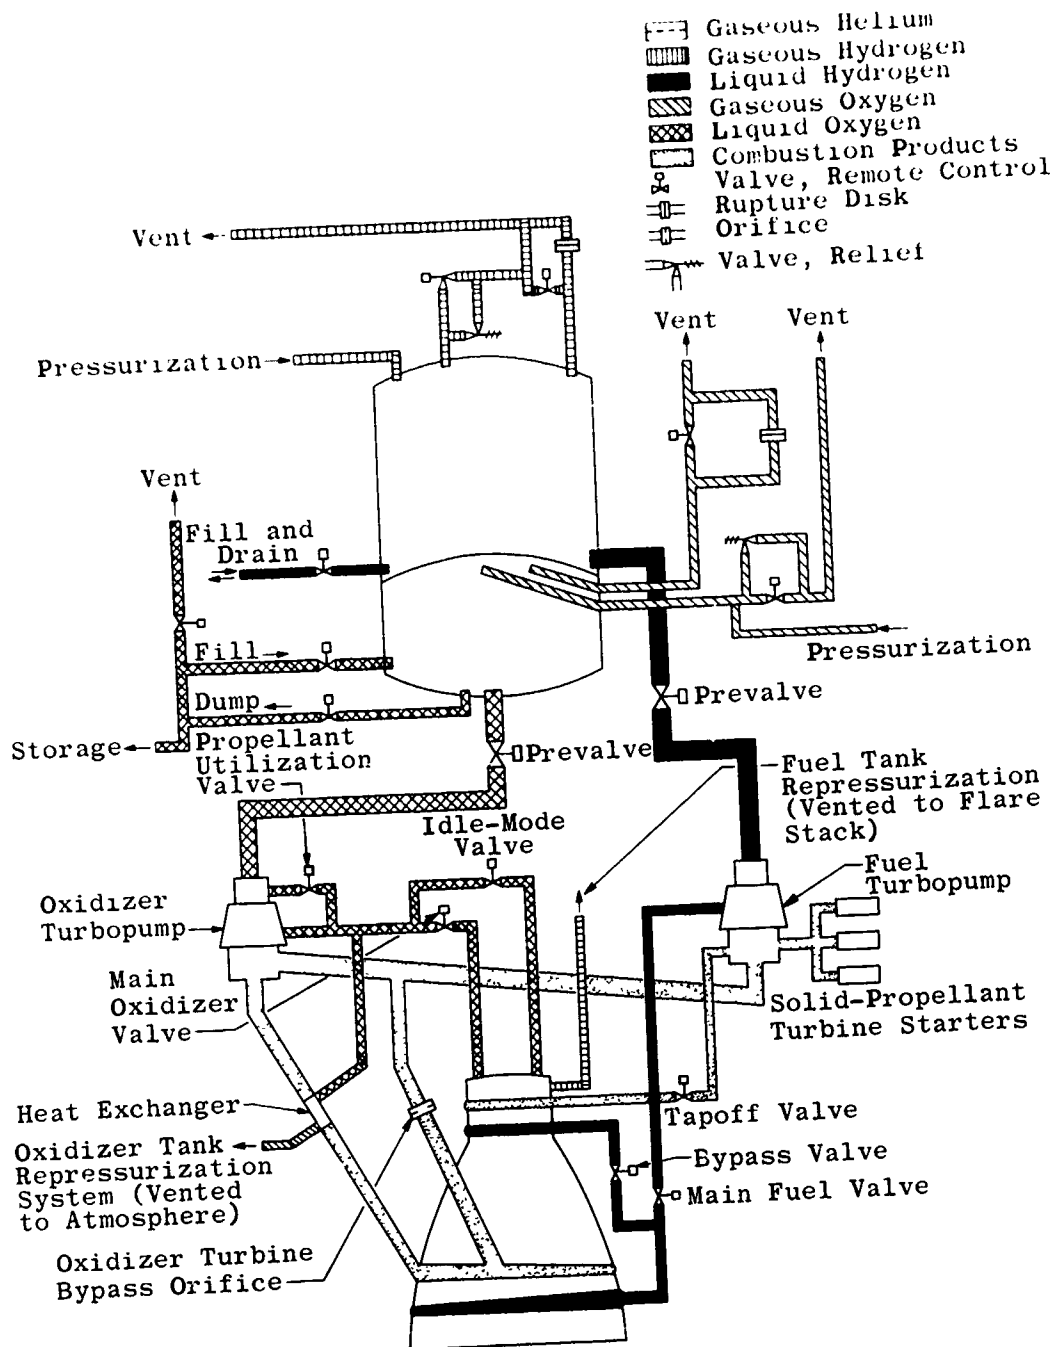 Gaseous Helium
Gaseous Hydrogen
Liquid Hydrogen
Gaseous Oxygen
Liquid Oxygen
Combustion Products
Valve, Remote Control
Rupture Disk
Orifice
Valve, Relief
Vent
Vent
Vent
Pressurization
Vent
Fill and
Drain
Fill
Pressurization
Dump
Prevalve
Storage
Propellant
Utilization
Valve
Prevalve
Fuel Tank
Repressurization
(Vented to Flare
Stack)
Idle-Mode
Valve
Fuel
Turbopump
Oxidizer
Turbopump
Main
Oxidizer
Valve
Solid-Propellant
Turbine Starters
Heat Exchanger
Tapoff Valve
Oxidizer Tank
Repressurization
System (Vented
to Atmosphere)
Bypass Valve
Main Fuel Valve
Oxidizer Turbine
Bypass Orifice